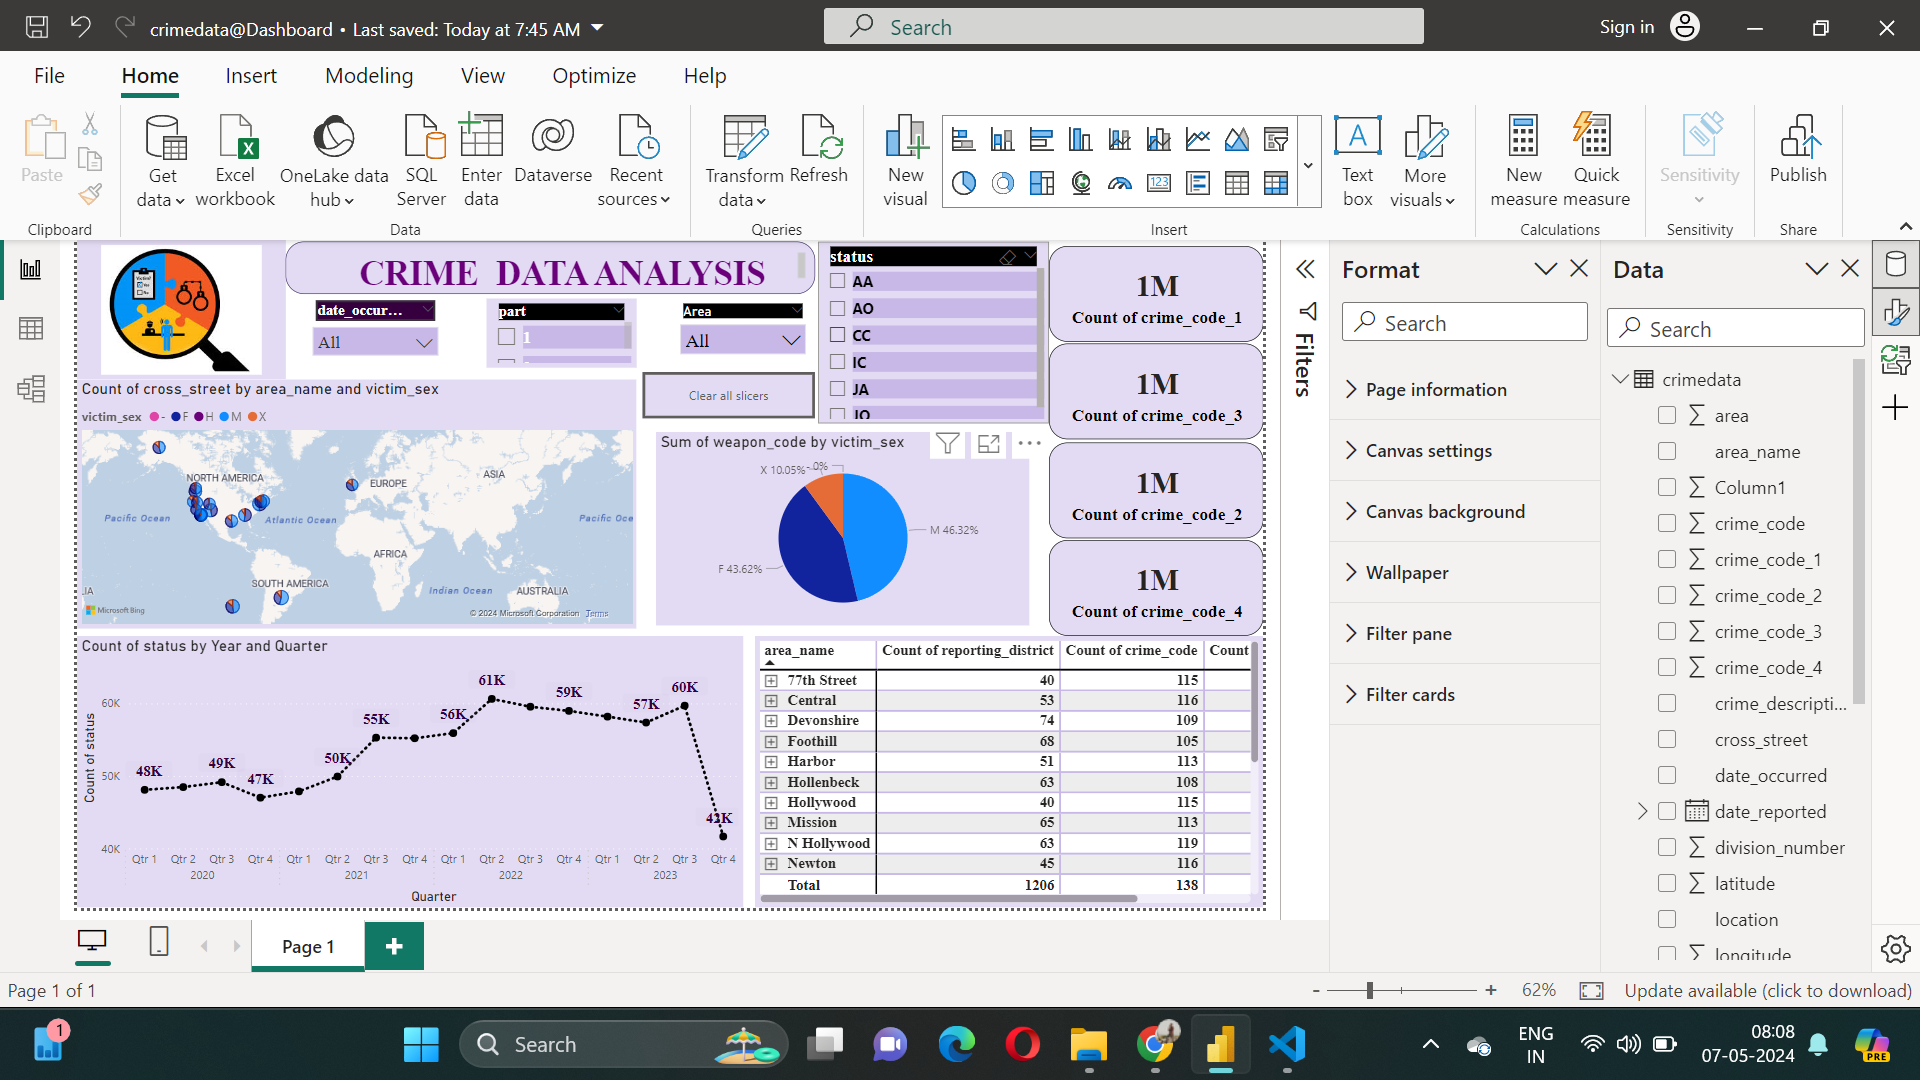 crimedata@Dashboard • Last saved: Today at 7:45 AM
Search
Sign in
File
Home
Insert
Modeling
View
Optimize
Help
Paste
Get data
Excel workbook
OneLake data hub
SQL Server
Enter data
Dataverse
Recent sources
Transform data
Refresh
New visual
123
A
Text box
More visuals
New measure
Quick measure
Sensitivity
Publish
Clipboard
Data
Queries
Insert
Calculations
Sensitivity
Share
CRIME DATA ANALYSIS
date_occur...
All
part
1
Area
All
Clear all slicers
status
AA
AO
CC
IC
JA
JO
1M
Count of crime_code_1
1M
Count of crime_code_3
1M
Count of crime_code_2
1M
Count of crime_code_4
Count of cross_street by area_name and victim_sex
victim_sex - F H M X
NORTH AMERICA
EUROPE
ASIA
Pacific Ocean
Atlantic Ocean
Pacific Oce
AFRICA
SOUTH AMERICA
Indian Ocean
AUSTRALIA
IA
Microsoft Bing
© 2024 Microsoft Corporation Terms
Sum of weapon_code by victim_sex
X 10.05%
- 0%
M 46.32%
F 43.62%
Count of status by Year and Quarter
Count of status
60K
50K
40K
48K
49K
47K
50K
55K
56K
61K
59K
57K
60K
42K
Qtr 1 Qtr 2 Qtr 3 Qtr 4 Qtr 1 Qtr 2 Qtr 3 Qtr 4 Qtr 1 Qtr 2 Qtr 3 Qtr 4 Qtr 1 Qtr 2 Qtr 3 Qtr 4
2020 2021 2022 2023
Quarter
area_name Count of reporting_district Count of crime_code Count
77th Street 40 115
Central 53 116
Devonshire 74 109
Foothill 68 105
Harbor 51 113
Hollenbeck 63 108
Hollywood 40 115
Mission 65 113
N Hollywood 63 119
Newton 45 116
Total 1206 138
Filters
Format
Search
Page information
Canvas settings
Canvas background
Wallpaper
Filter pane
Filter cards
Data
Search
crimedata
area
area_name
Column1
crime_code
crime_code_1
crime_code_2
crime_code_3
crime_code_4
crime_descripti...
cross_street
date_occurred
date_reported
division_number
latitude
location
longitude
Page 1
Page 1 of 1
62%
Update available (click to download)
1
Search
ENG
IN
08:08
07-05-2024
PRE